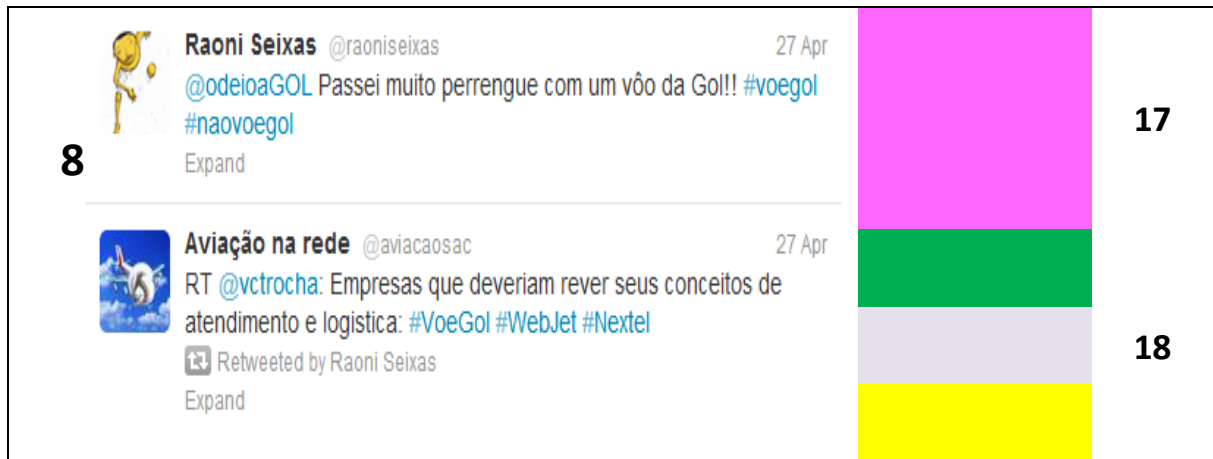 Raoni Seixas @raoniseixas 27 Apr
@odeioaGOL Passei muito perrengue com um vôo da Gol!! #voegol
#naovoegol
17
8
Expand
Aviação na rede @aviacaosac 27 Apr
RT @vctrocha: Empresas que deveriam rever seus conceitos de
atendimento e logistica: #VoeGol #WebJet #Nextel
18
Retweeted by Raoni Seixas
Expand